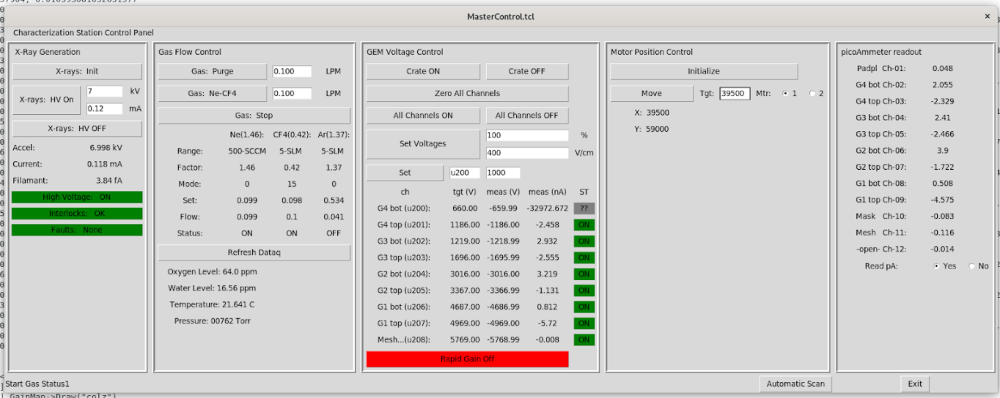 MasterControl.tcl ×
Characterization Station Control Panel
X-Ray Generation
X-rays: Init
X-rays: HV On 7 kV
0.12 mA
X-rays: HV OFF
Accel: 6.998 kV
Current: 0.118 mA
Filamant: 3.84 fA
High Voltage: ON
Interlocks: OK
Faults: None
Gas Flow Control
Gas: Purge 0.100 LPM
Gas: Ne-CF4 0.100 LPM
Gas: Stop
Ne(1.46): CF4(0.42): Ar(1.37):
Range: 500-SCCM 5-SLM 5-SLM
Factor: 1.46 0.42 1.37
Mode: 0 15 0
Set: 0.099 0.098 0.534
Flow: 0.099 0.1 0.041
Status: ON ON OFF
Refresh Dataq
Oxygen Level: 64.0 ppm
Water Level: 16.56 ppm
Temperature: 21.641 C
Pressure: 00762 Torr
GEM Voltage Control
Crate ON Crate OFF
Zero All Channels
All Channels ON All Channels OFF
Set Voltages 100 %
400 V/cm
Set u200 1000
ch tgt (V) meas (V) meas (nA) ST
G4 bot (u200): 660.00 -659.99 -32972.672 ??
G4 top (u201): 1186.00 -1186.00 -2.458 ON
G3 bot (u202): 1219.00 -1218.99 2.932 ON
G3 top (u203): 1696.00 -1695.99 -2.555 ON
G2 bot (u204): 3016.00 -3016.00 3.219 ON
G2 top (u205): 3367.00 -3366.99 -1.131 ON
G1 bot (u206): 4687.00 -4686.99 0.812 ON
G1 top (u207): 4969.00 -4969.00 -5.72 ON
Mesh...(u208): 5769.00 -5768.99 -0.008 ON
Rapid Gain Off
Motor Position Control
Initialize
Move Tgt: 39500 Mtr: 1 2
X: 39500
Y: 59000
picoAmmeter readout
Padpl Ch-01: 0.048
G4 bot Ch-02: 2.055
G4 top Ch-03: -2.329
G3 bot Ch-04: 2.41
G3 top Ch-05: -2.466
G2 bot Ch-06: 3.9
G2 top Ch-07: -1.722
G1 bot Ch-08: 0.508
G1 top Ch-09: -4.575
Mask Ch-10: -0.083
Mesh Ch-11: -0.116
-open- Ch-12: -0.014
Read pA: Yes No
Start Gas Status1
Automatic Scan Exit
GainMap->Draw("colz")